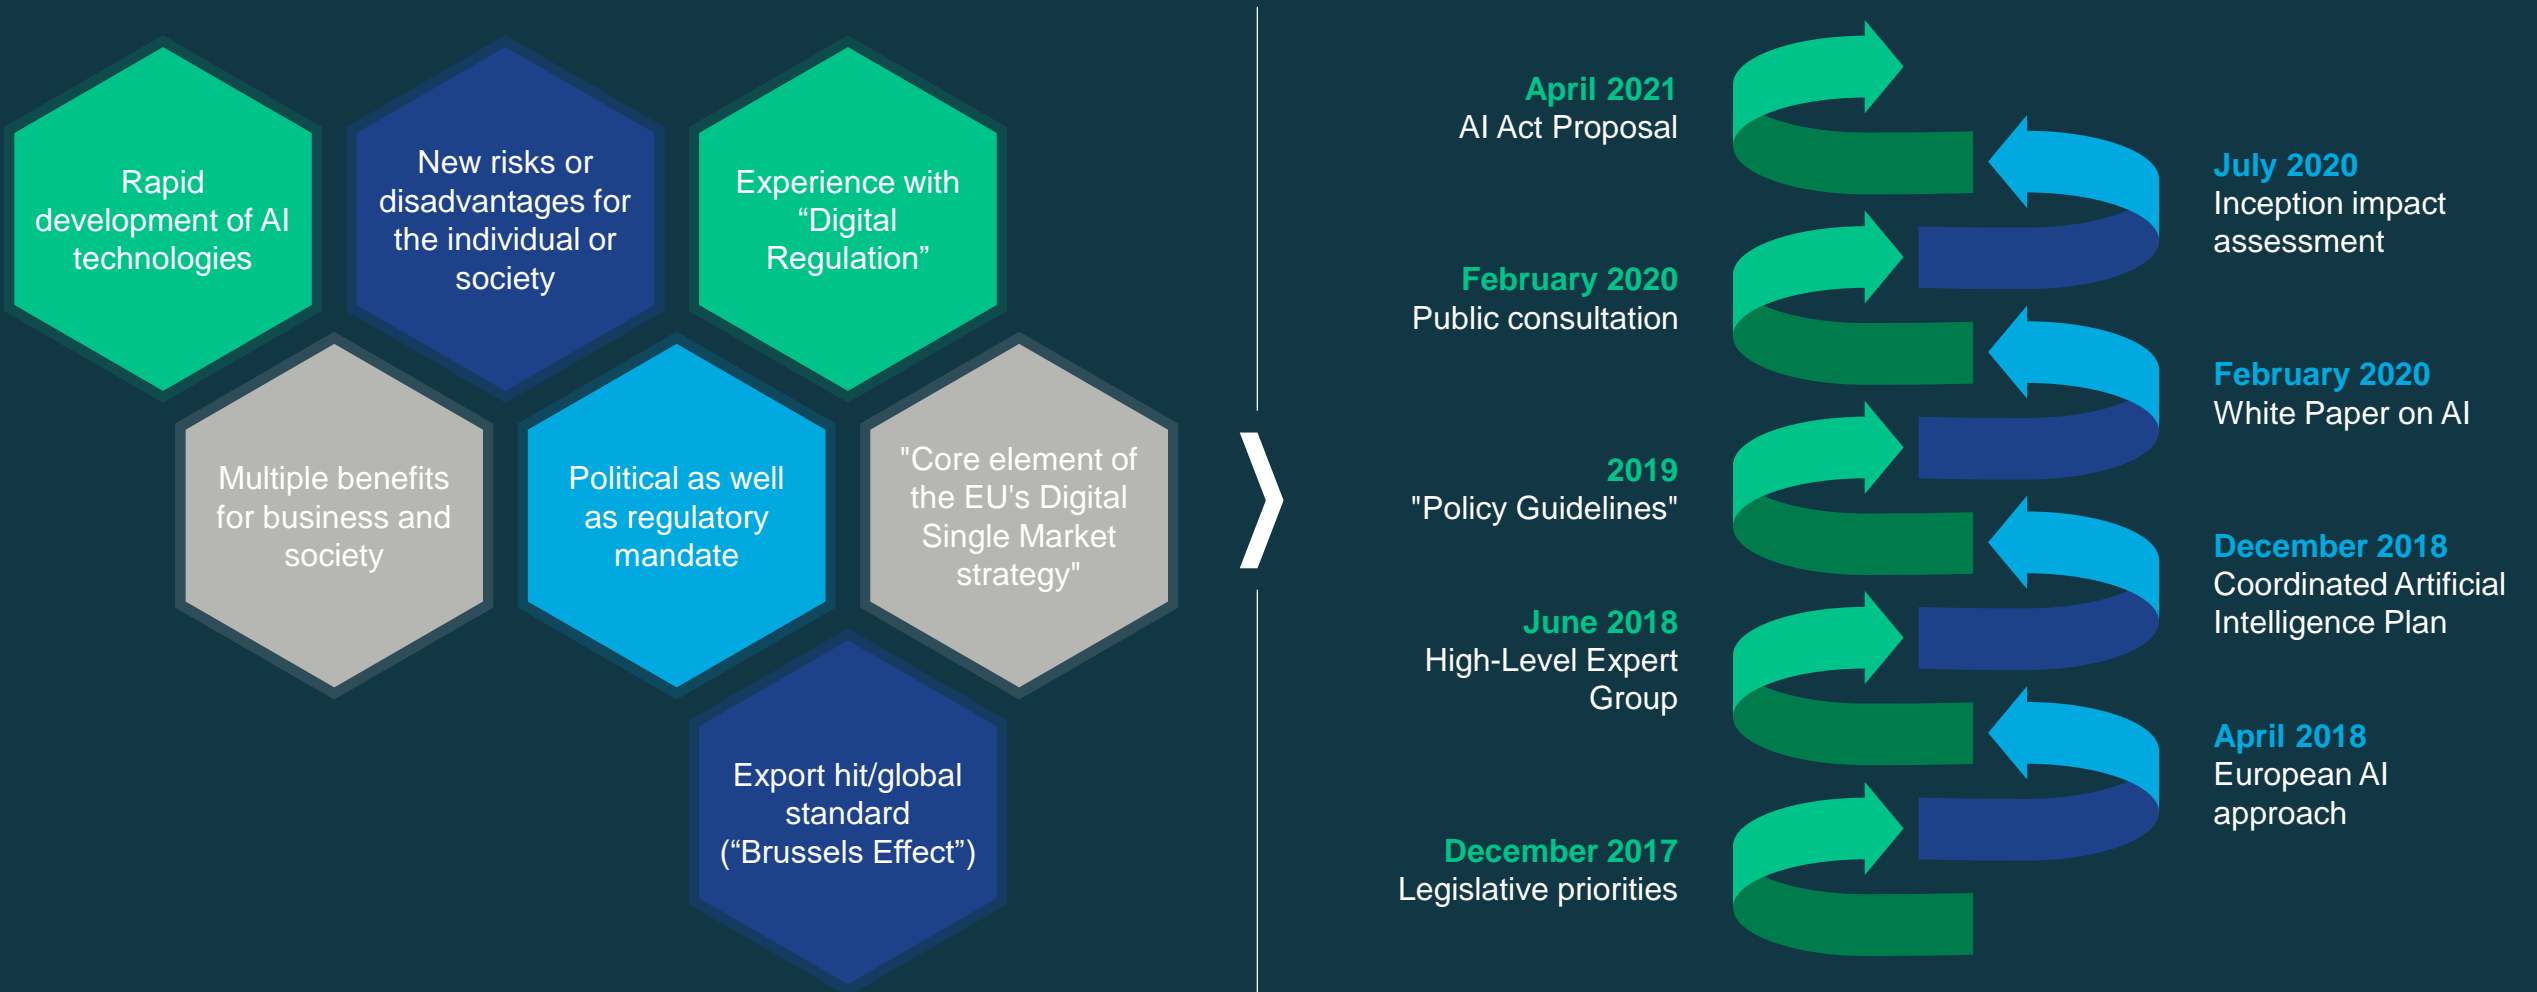 Rapid
development of AI
technologies
New risks or
disadvantages for
the individual or
society
Experience with
“Digital
Regulation”
Multiple benefits
for business and
society
Political as well
as regulatory
mandate
"Core element of
the EU's Digital
Single Market
strategy"
Export hit/global
standard
(“Brussels Effect”)
April 2021
AI Act Proposal
July 2020
Inception impact
assessment
February 2020
Public consultation
February 2020
White Paper on AI
2019
"Policy Guidelines"
December 2018
Coordinated Artificial
Intelligence Plan
June 2018
High-Level Expert
Group
April 2018
European AI
approach
December 2017
Legislative priorities